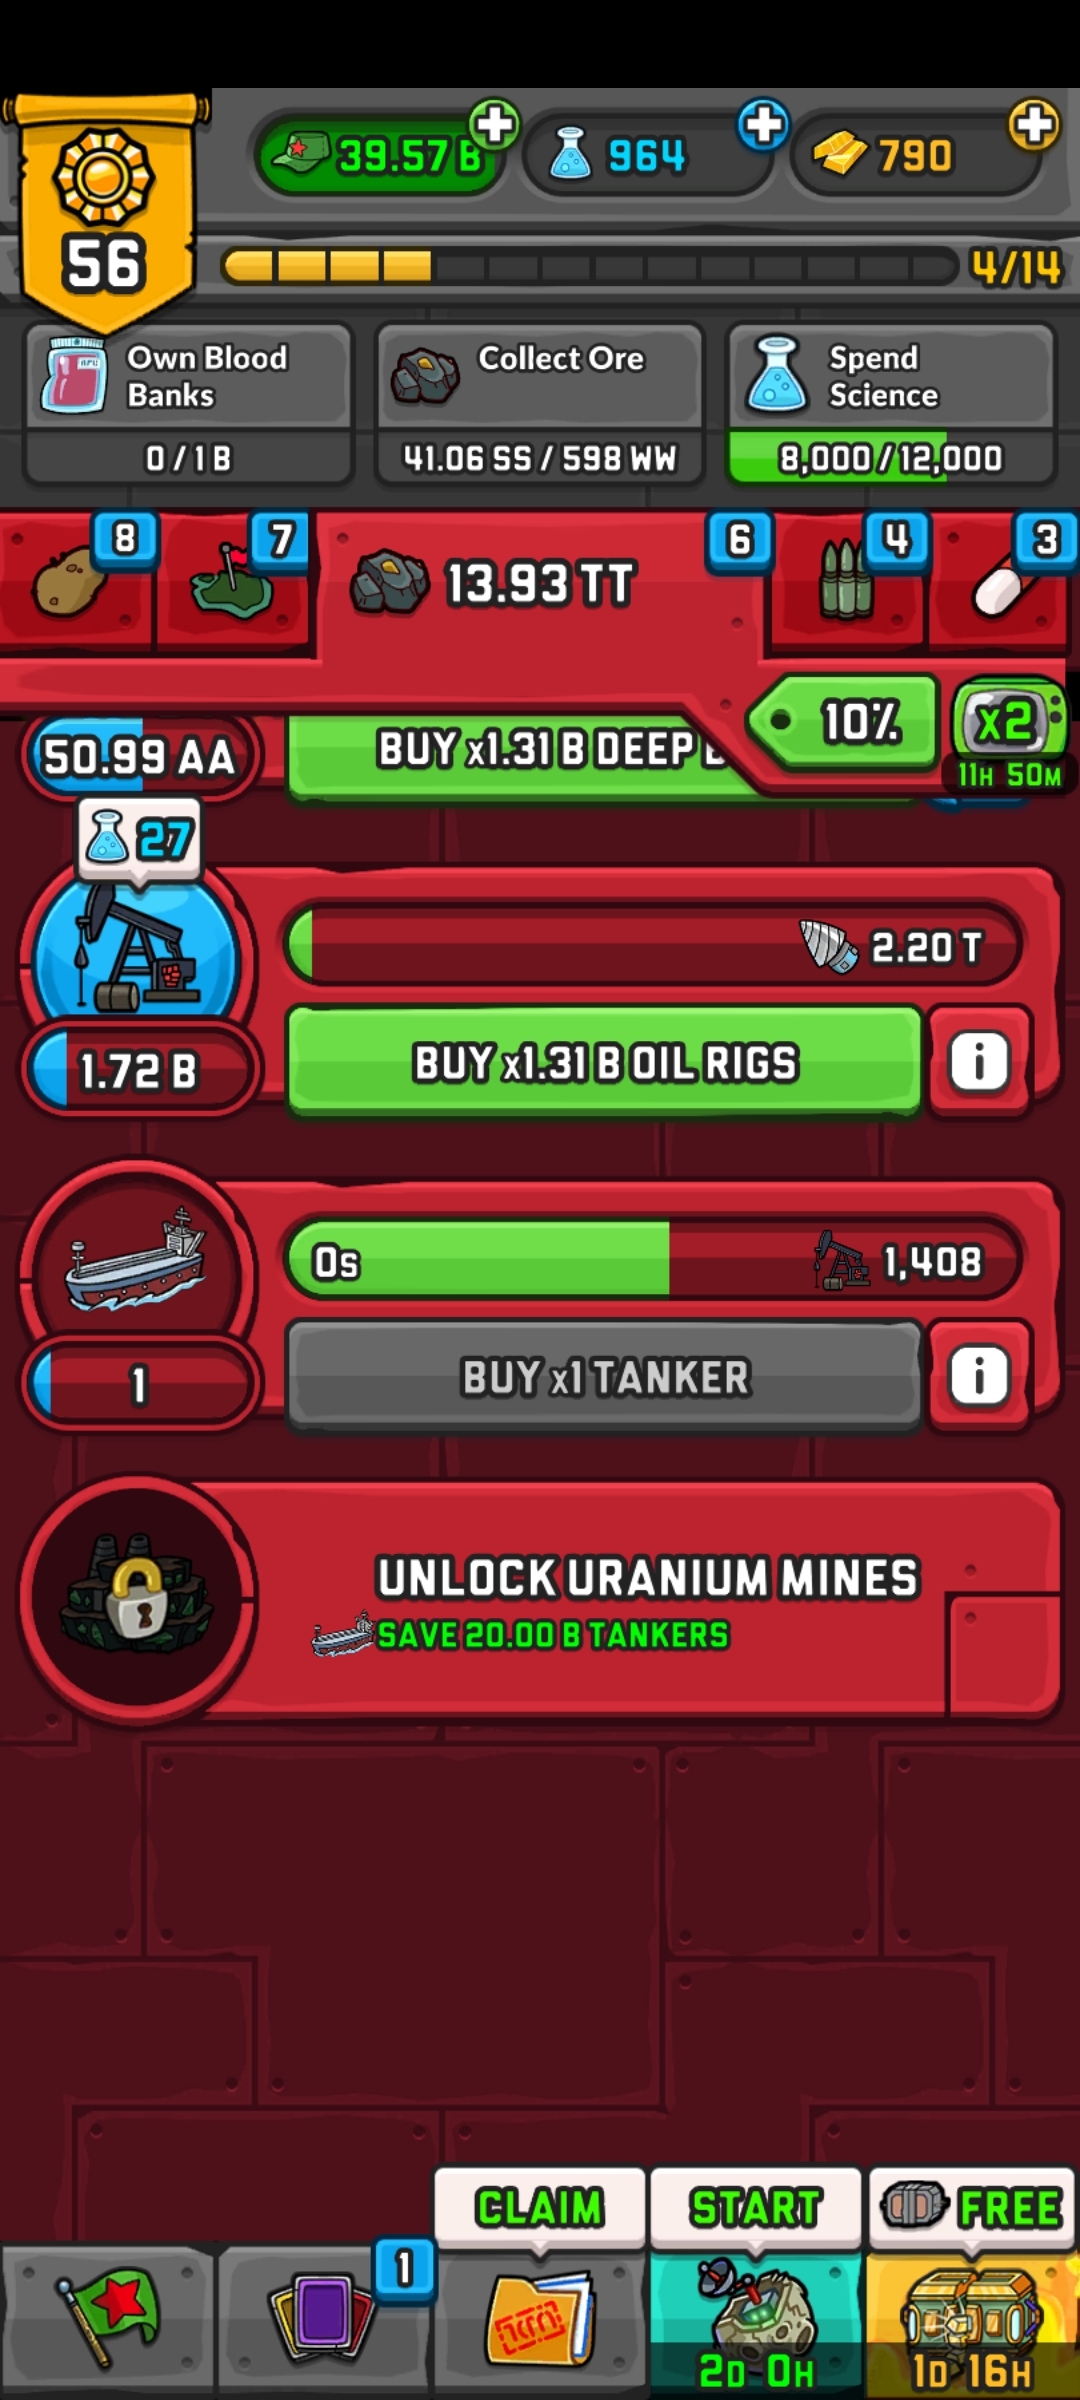 39.57 B
964
790
56
4/14
Own Blood
Banks
0 / 1 B
Collect Ore
41.06 SS / 598 WW
Spend
Science
8,000 / 12,000
8
7
13.93 TT
6
4
3
10%
x2
11H 50M
50.99 AA
BUY x1.31 B DEEP
27
2.20 T
1.72 B
BUY x1.31 B OIL RIGS
i
0s
1,408
1
BUY x1 TANKER
i
UNLOCK URANIUM MINES
SAVE 20.00 B TANKERS
CLAIM
START
FREE
1
2D 0H
1D 16H